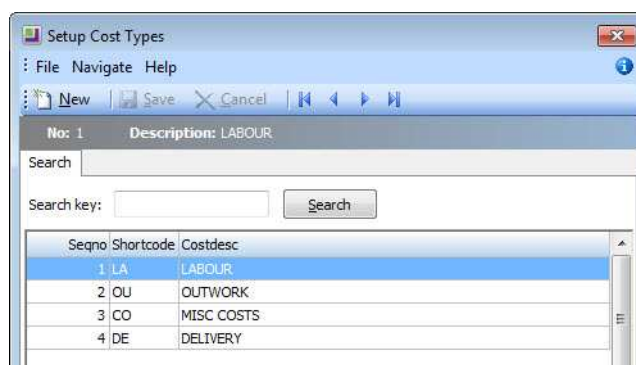 Setup Cost Types
File Navigate Help
New Save Cancel
No: 1 Description: LABOUR
Search
Search key: Search
Seqno Shortcode Costdesc
1 LA LABOUR
2 OU OUTWORK
3 CO MISC COSTS
4 DE DELIVERY